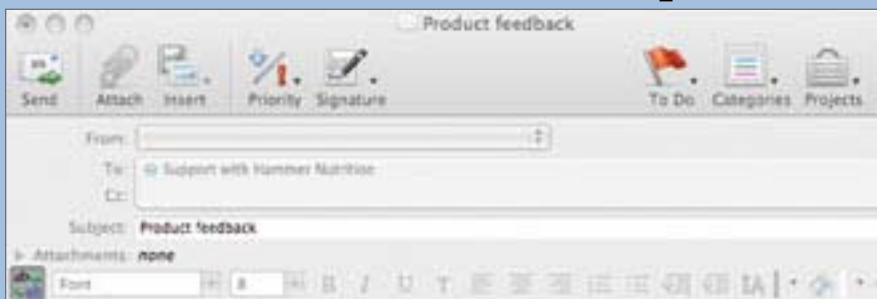 Product feedback
Send Attach Insert Priority Signature To Do Categories Projects
From:
To: Support with Hammer Nutrition
Cc:
Subject: Product feedback
Attachments: none
Font 8 B I U T